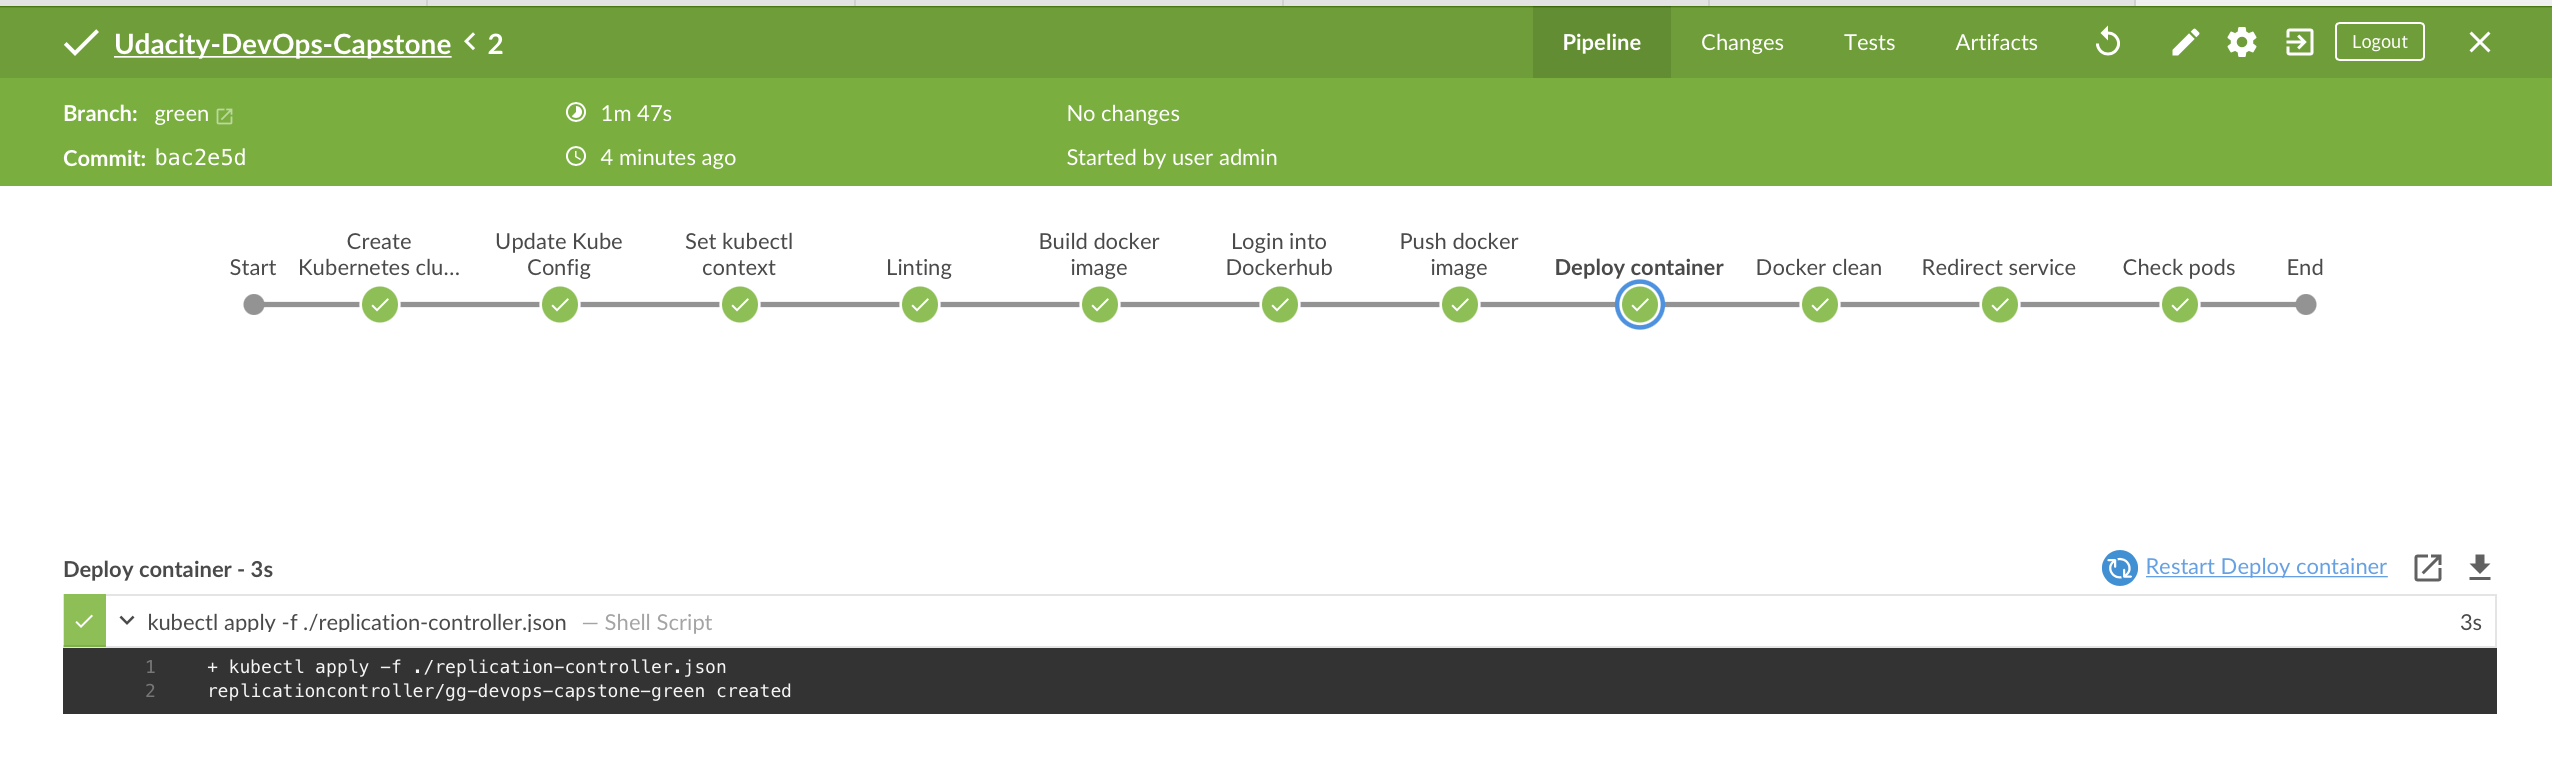 Udacity-DevOps-Capstone < 2
Pipeline
Changes
Tests
Artifacts
Logout
Branch: green
1m 47s
No changes
Commit: bac2e5d
4 minutes ago
Started by user admin
Start
Create
Kubernetes clu...
Update Kube
Config
Set kubectl
context
Linting
Build docker
image
Login into
Dockerhub
Push docker
image
Deploy container
Docker clean
Redirect service
Check pods
End
Deploy container - 3s
Restart Deploy container
kubectl apply -f ./replication-controller.json — Shell Script
3s
1 + kubectl apply -f ./replication-controller.json
2 replicationcontroller/gg-devops-capstone-green created